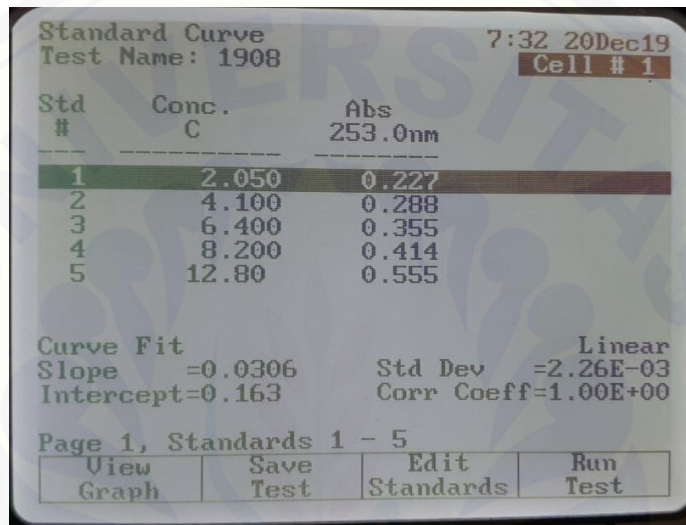 Standard Curve 7:32 20Dec19
Test Name: 1908 Cell # 1
Std Conc. Abs
# C 253.0nm
1 2.050 0.227
2 4.100 0.288
3 6.400 0.355
4 8.200 0.414
5 12.80 0.555
Curve Fit Linear
Slope =0.0306 Std Dev =2.26E-03
Intercept=0.163 Corr Coeff=1.00E+00
Page 1, Standards 1 - 5
View Save Edit Run
Graph Test Standards Test